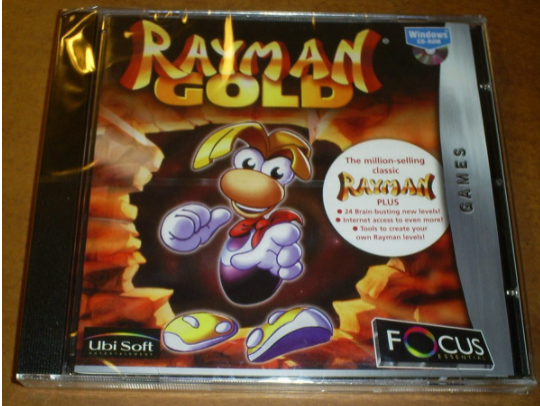 RAYMAN
GOLD
Windows
CD-ROM
The million-selling
classic
RAYMAN
PLUS
● 24 Brain-busting new levels!
● Internet access to even more!
● Tools to create your
own Rayman levels!
GAMES
Ubi Soft
ENTERTAINMENT
FOCUS
ESSENTIAL